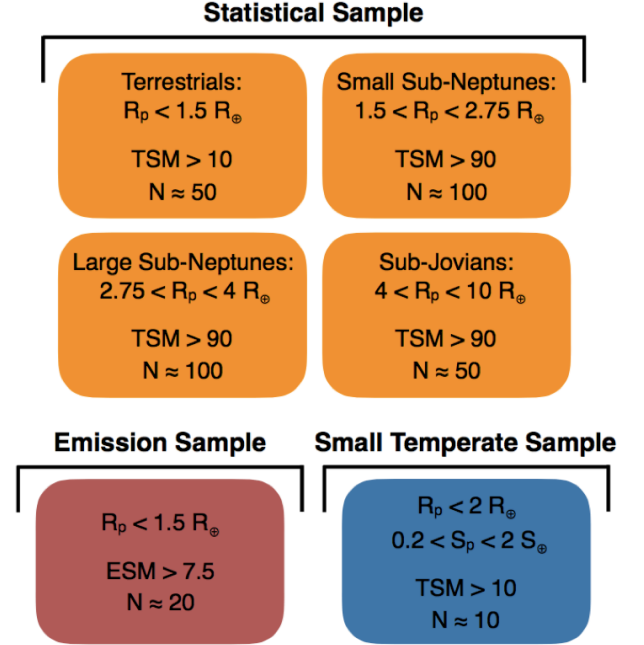 Statistical Sample
Terrestrials:
Rₚ < 1.5 R⊕
TSM > 10
N ≈ 50
Small Sub-Neptunes:
1.5 < Rₚ < 2.75 R⊕
TSM > 90
N ≈ 100
Large Sub-Neptunes:
2.75 < Rₚ < 4 R⊕
TSM > 90
N ≈ 100
Sub-Jovians:
4 < Rₚ < 10 R⊕
TSM > 90
N ≈ 50
Emission Sample
Rₚ < 1.5 R⊕
ESM > 7.5
N ≈ 20
Small Temperate Sample
Rₚ < 2 R⊕
0.2 < Sₚ < 2 S⊕
TSM > 10
N ≈ 10